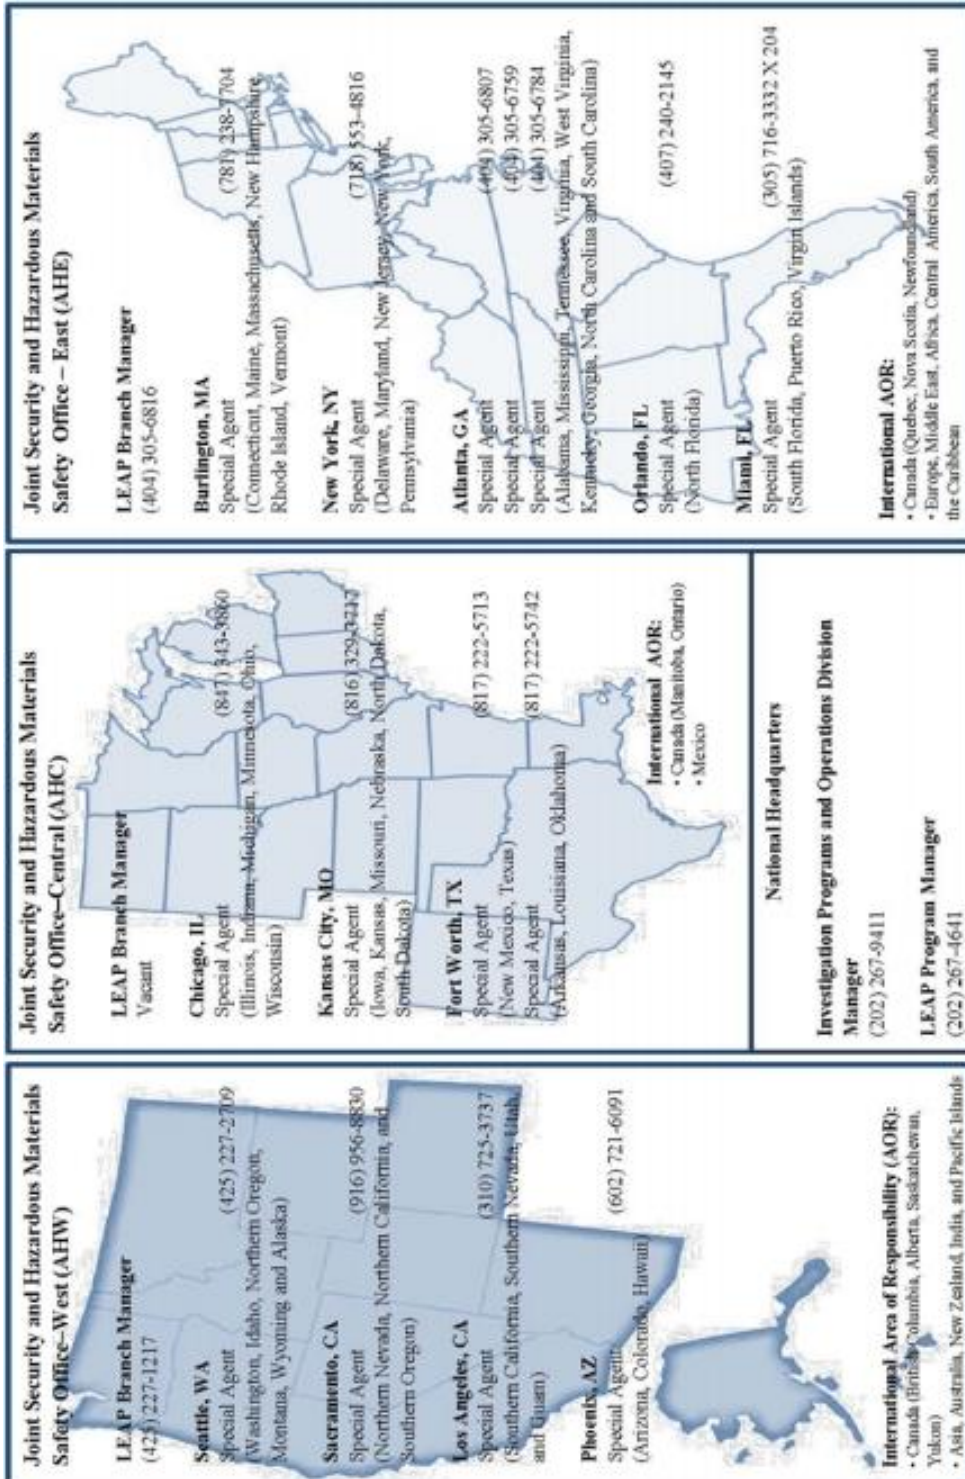 Joint Security and Hazardous Materials
Safety Office–West (AHW)
LEAP Branch Manager
(425) 227-1217
Seattle, WA
Special Agent (425) 227-2709
(Washington, Idaho, Northern Oregon,
Montana, Wyoming and Alaska)
Sacramento, CA
Special Agent (916) 956-8830
(Northern Nevada, Northern California, and
Southern Oregon)
Los Angeles, CA
Special Agent (310) 725-3737
(Southern California, Southern Nevada, Utah,
and Guam)
Phoenix, AZ
Special Agent (602) 721-6091
(Arizona, Colorado, Hawaii)
International Area of Responsibility (AOR):
• Canada (British Columbia, Alberta, Saskatchewan,
Yukon)
• Asia, Australia, New Zealand, India, and Pacific Islands
Joint Security and Hazardous Materials
Safety Office–Central (AHC)
LEAP Branch Manager
Vacant
Chicago, IL
Special Agent (847) 343-3860
(Illinois, Indiana, Michigan, Minnesota, Ohio,
Wisconsin)
Kansas City, MO
Special Agent (816) 329-3717
(Iowa, Kansas, Missouri, Nebraska, North Dakota,
South Dakota)
Fort Worth, TX
Special Agent (817) 222-5713
(New Mexico, Texas)
Special Agent (817) 222-5742
(Arkansas, Louisiana, Oklahoma)
International AOR:
• Canada (Manitoba, Ontario)
• Mexico
National Headquarters
Investigation Programs and Operations Division
Manager
(202) 267-9411
LEAP Program Manager
(202) 267-4641
Joint Security and Hazardous Materials
Safety Office – East (AHE)
LEAP Branch Manager
(404) 305-6816
Burlington, MA
Special Agent (781) 238-7704
(Connecticut, Maine, Massachusetts, New Hampshire,
Rhode Island, Vermont)
New York, NY
Special Agent (718) 553-4816
(Delaware, Maryland, New Jersey, New York,
Pennsylvania)
Atlanta, GA
Special Agent (404) 305-6807
Special Agent (404) 305-6759
Special Agent (404) 305-6784
(Alabama, Mississippi, Tennessee, Virginia, West Virginia,
Kentucky, Georgia, North Carolina and South Carolina)
Orlando, FL
Special Agent (407) 240-2145
(North Florida)
Miami, FL
Special Agent (305) 716-3332 X 204
(South Florida, Puerto Rico, Virgin Islands)
International AOR:
• Canada (Quebec, Nova Scotia, Newfoundland)
• Europe, Middle East, Africa, Central America, South America, and
the Caribbean